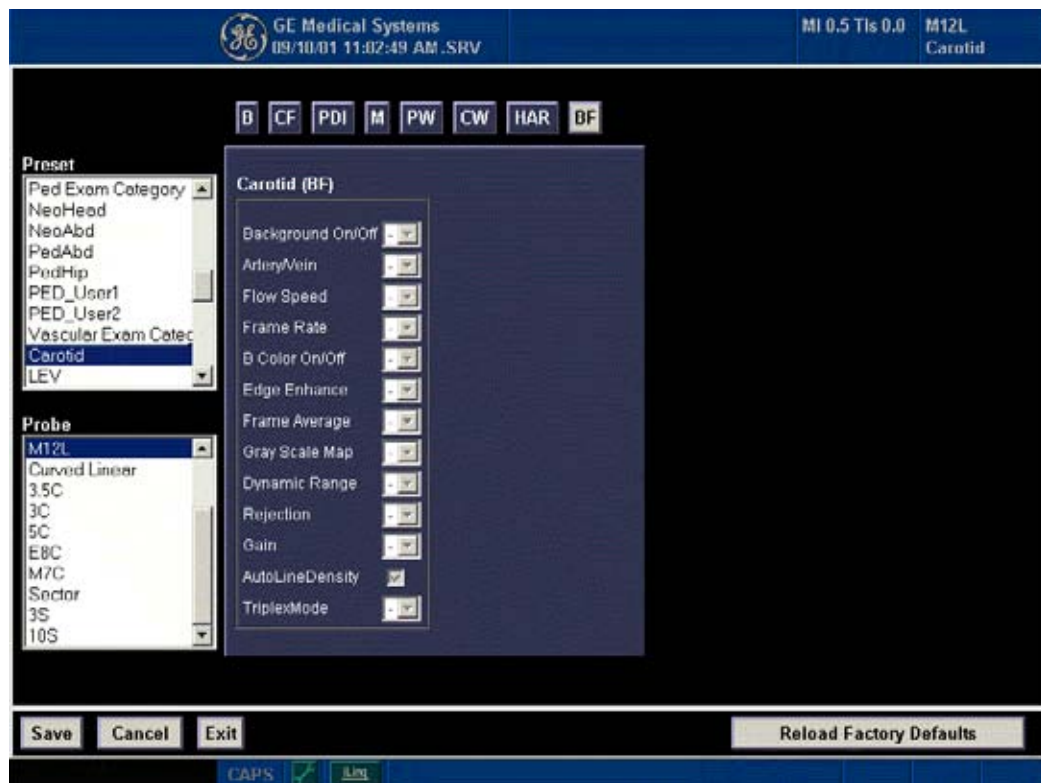 GE Medical Systems
09/10/01 11:02:49 AM .SRV
MI 0.5 TIs 0.0
M12L
Carotid
B CF PDI M PW CW HAR BF
Preset
Ped Exam Category
NeoHead
NeoAbd
PedAbd
PedHip
PED_User1
PED_User2
Vascular Exam Categ
Carotid
LEV
Probe
M12L
Curved Linear
3.5C
3C
5C
E8C
M7C
Sector
3S
10S
Carotid (BF)
Background On/Off -
Artery/Vein -
Flow Speed -
Frame Rate -
B Color On/Off -
Edge Enhance -
Frame Average -
Gray Scale Map -
Dynamic Range -
Rejection -
Gain -
AutoLineDensity
TriplexMode -
Save Cancel Exit
Reload Factory Defaults
CAPS